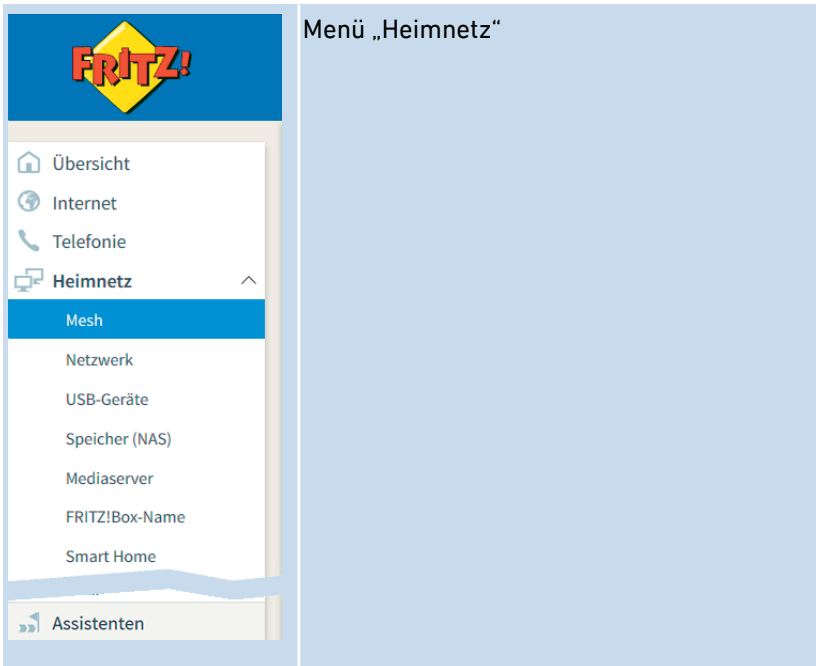 FRITZ!
Menü „Heimnetz“
Übersicht
Internet
Telefonie
Heimnetz
Mesh
Netzwerk
USB-Geräte
Speicher (NAS)
Mediaserver
FRITZ!Box-Name
Smart Home
Assistenten